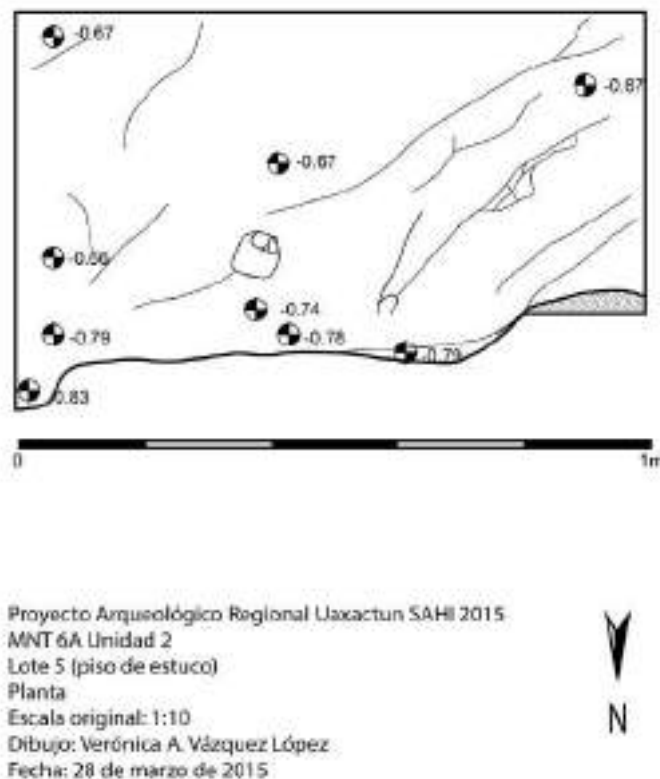 -0.67
-0.87
-0.67
-0.66
-0.74
-0.79
-0.78
-0.79
-0.83
0
1m
Proyecto Arqueológico Regional Uaxactun SAHI 2015
MNT 6A Unidad 2
Lote 5 (piso de estuco)
Planta
Escala original: 1:10
Dibujo: Verónica A. Vázquez López
Fecha: 28 de marzo de 2015
N